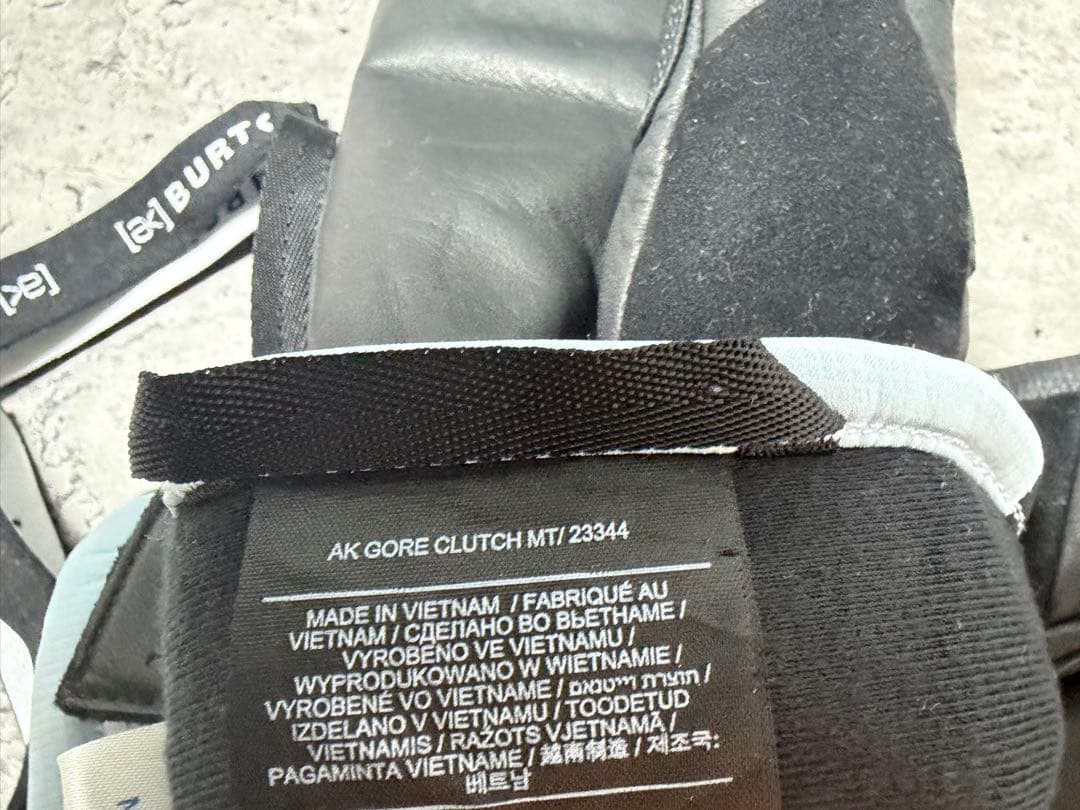 [ak] BURTO
[ak]
AK GORE CLUTCH MT/ 23344
MADE IN VIETNAM / FABRIQUÉ AU
VIETNAM / СДЕЛАНО ВО ВЬЕТНАМЕ /
VYROBENO VE VIETNAMU /
WYPRODUKOWANO W WIETNAMIE /
VYROBENÉ VO VIETNAME / תוצרת וייטנאם /
IZDELANO V VIETNAMU / TOODETUD
VIETNAMIS / RAŽOTS VJETNAMĀ /
PAGAMINTA VIETNAME / 越南制造 / 제조국:
베트남